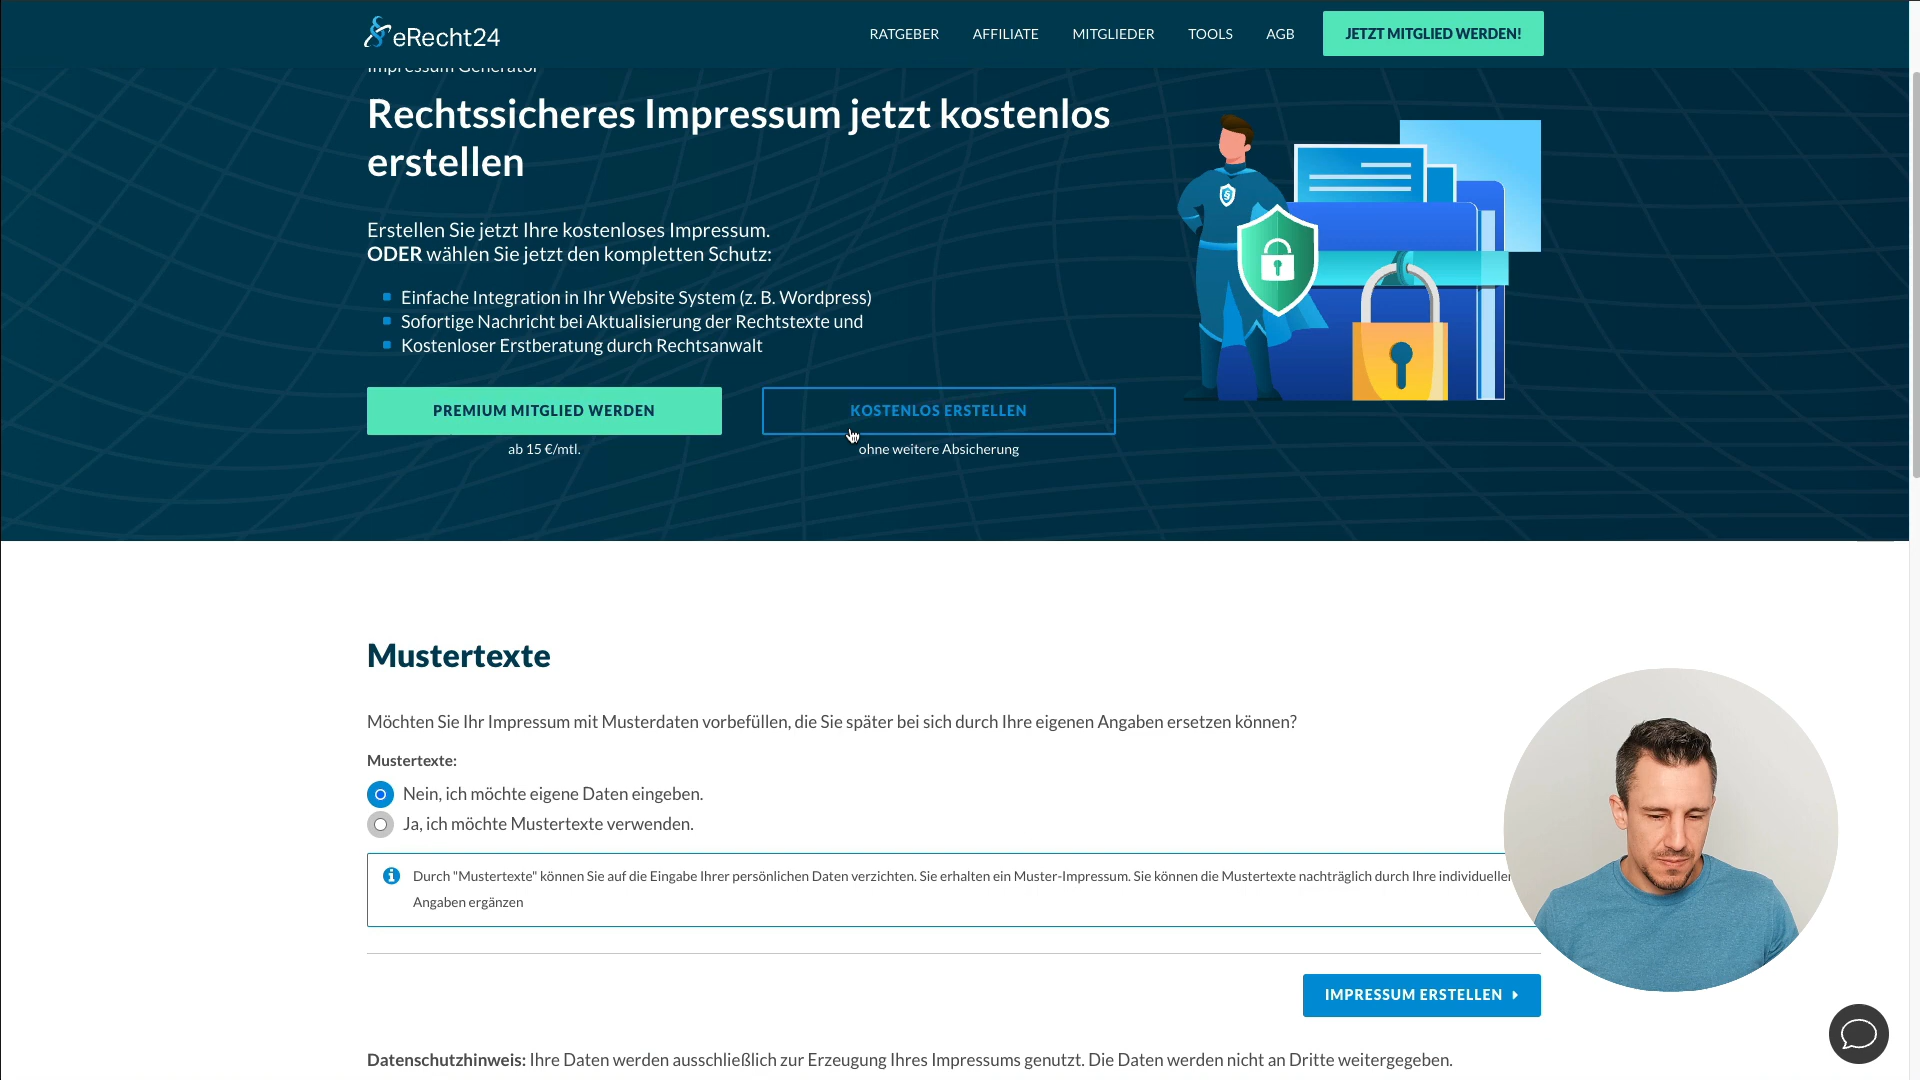 eRecht24
RATGEBER AFFILIATE MITGLIEDER TOOLS AGB JETZT MITGLIED WERDEN!
Impressum Generator
Rechtssicheres Impressum jetzt kostenlos
erstellen
Erstellen Sie jetzt Ihre kostenloses Impressum.
ODER wählen Sie jetzt den kompletten Schutz:
Einfache Integration in Ihr Website System (z. B. Wordpress)
Sofortige Nachricht bei Aktualisierung der Rechtstexte und
Kostenloser Erstberatung durch Rechtsanwalt
PREMIUM MITGLIED WERDEN KOSTENLOS ERSTELLEN
ab 15 €/mtl. ohne weitere Absicherung
Mustertexte
Möchten Sie Ihr Impressum mit Musterdaten vorbefüllen, die Sie später bei sich durch Ihre eigenen Angaben ersetzen können?
Mustertexte:
Nein, ich möchte eigene Daten eingeben.
Ja, ich möchte Mustertexte verwenden.
Durch "Mustertexte" können Sie auf die Eingabe Ihrer persönlichen Daten verzichten. Sie erhalten ein Muster-Impressum. Sie können die Mustertexte nachträglich durch Ihre individuellen
Angaben ergänzen
IMPRESSUM ERSTELLEN
Datenschutzhinweis: Ihre Daten werden ausschließlich zur Erzeugung Ihres Impressums genutzt. Die Daten werden nicht an Dritte weitergegeben.